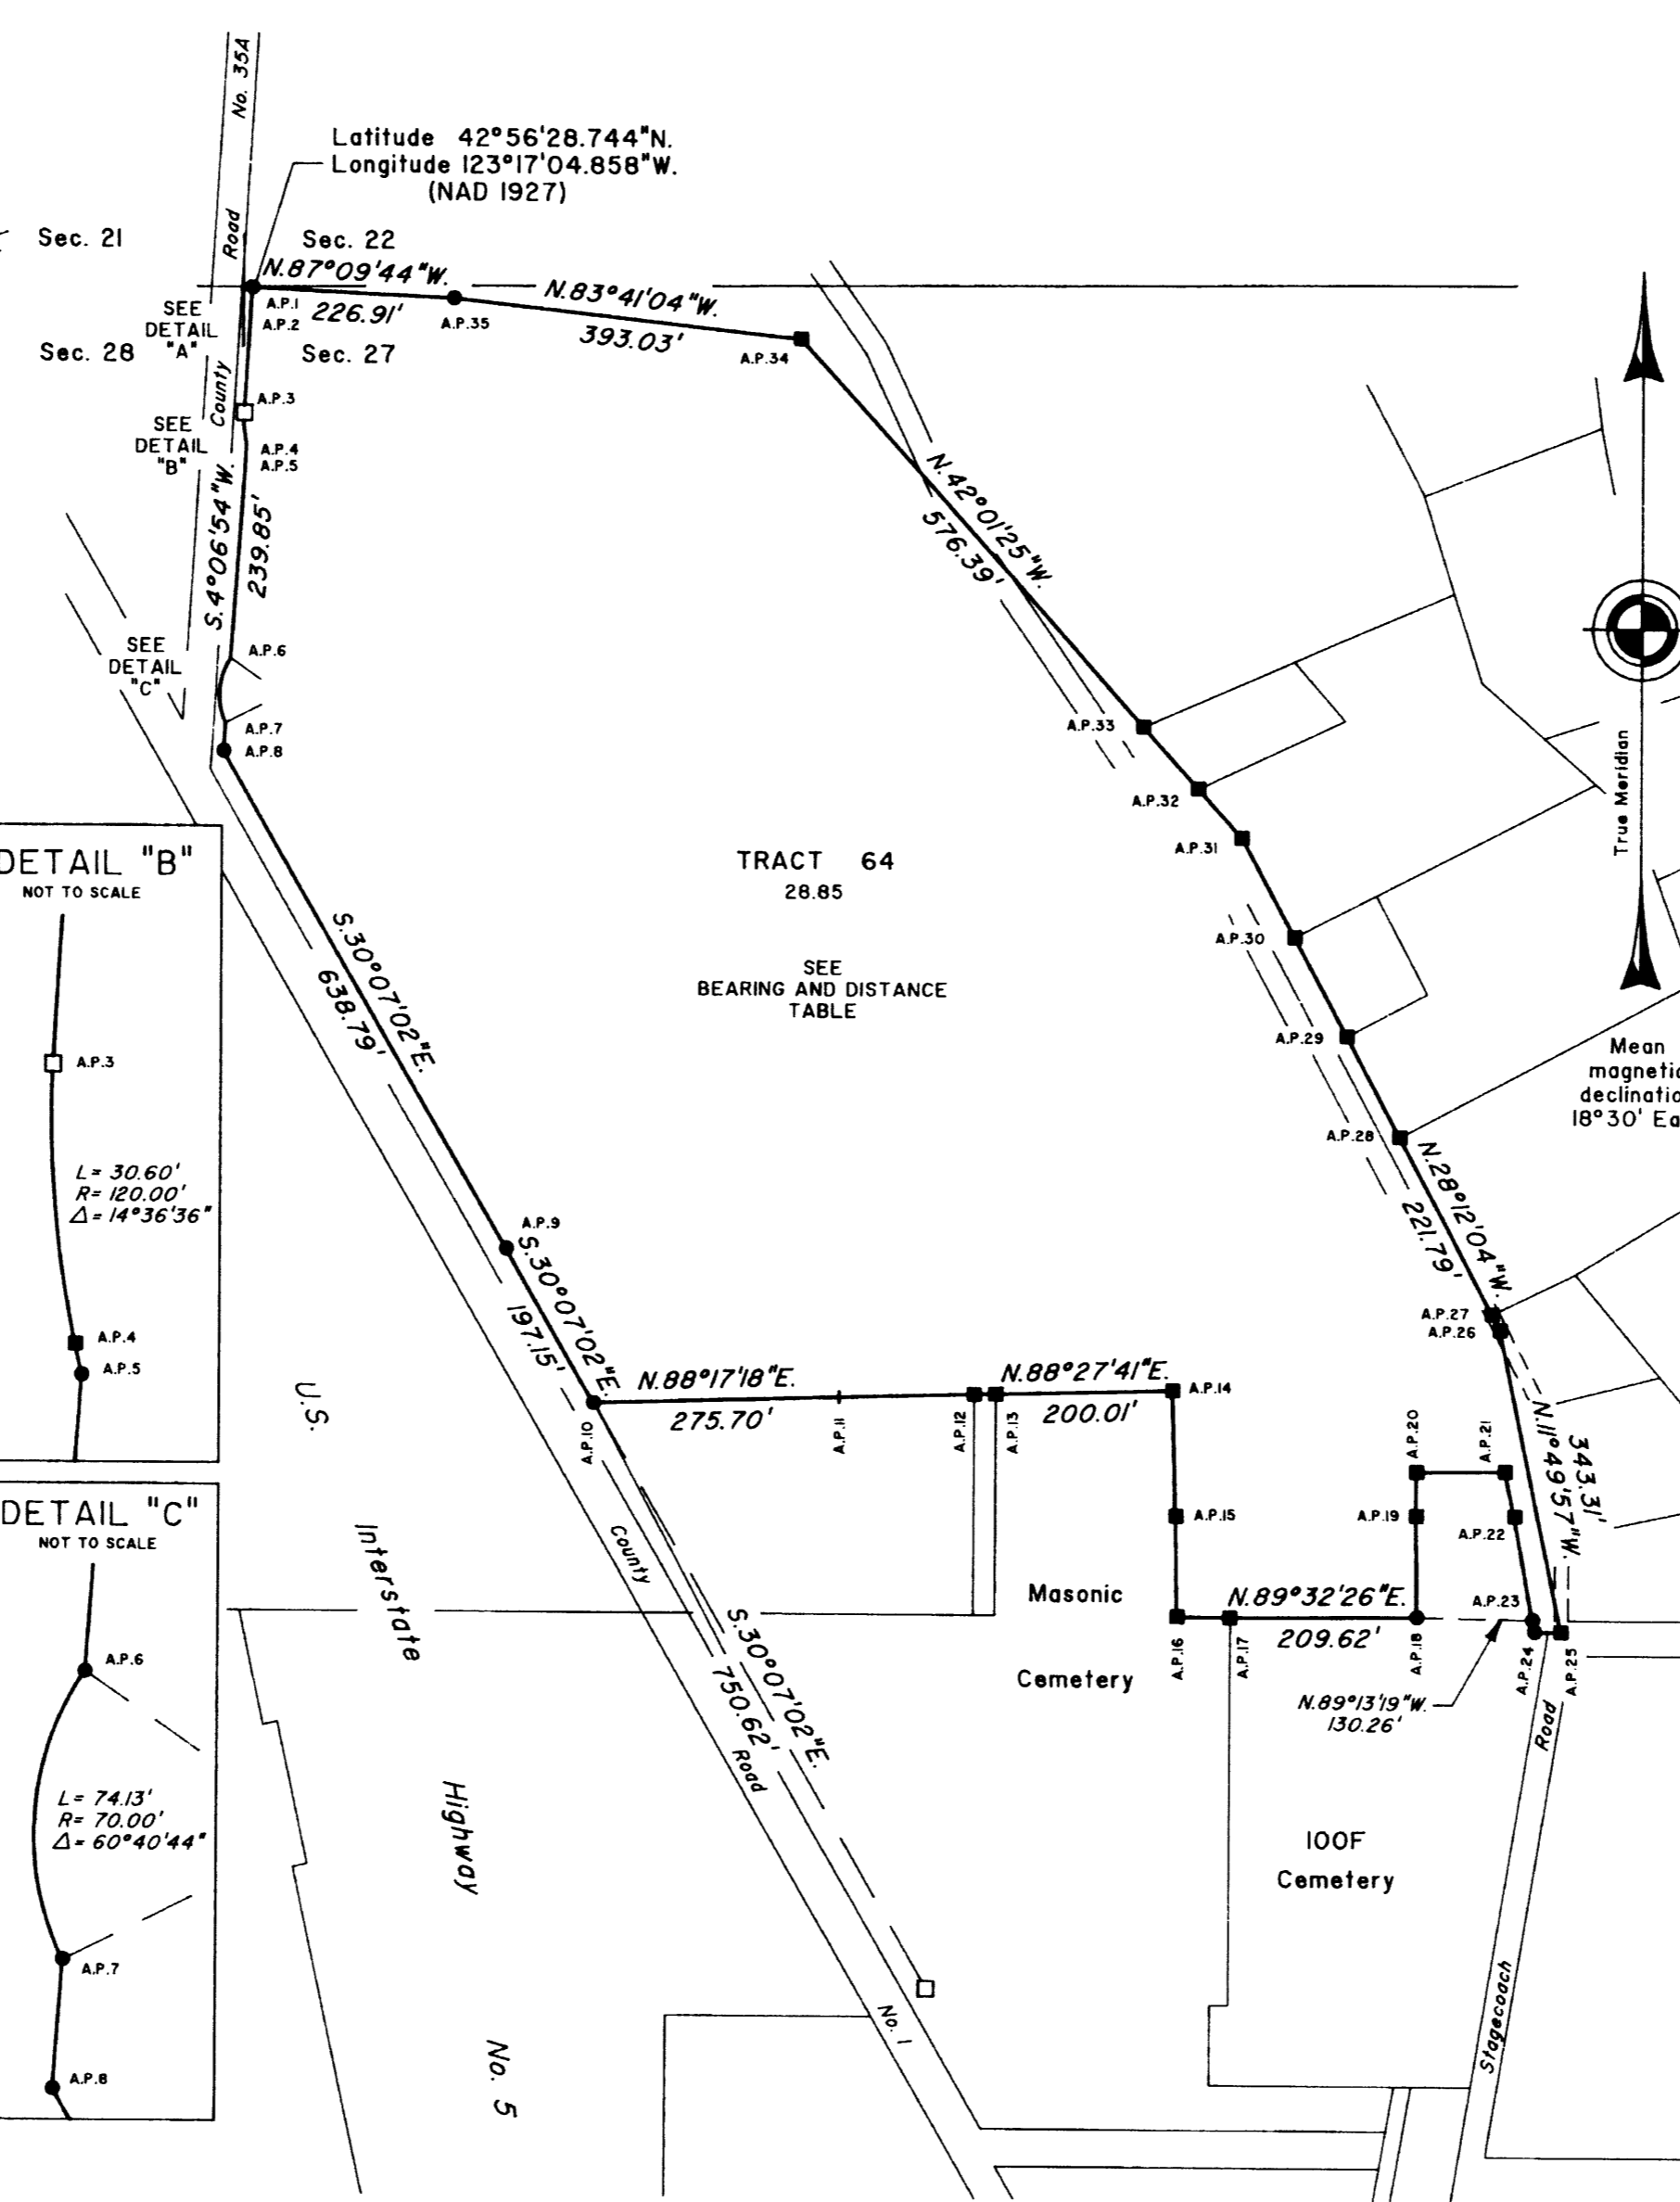 No. 35A
Road
County
Latitude 42°56'28.744"N.
Longitude 123°17'04.858"W.
(NAD 1927)
Sec. 21
Sec. 22
N.87°09'44"W.
226.91'
N.83°41'04"W.
393.03'
A.P.1
A.P.2
A.P.35
A.P.34
SEE
DETAIL
"A"
Sec. 28
Sec. 27
A.P.3
SEE
DETAIL
"B"
A.P.4
A.P.5
S.4°06'54"W.
239.85'
N.42°01'25"W.
576.39'
SEE
DETAIL
"C"
A.P.6
A.P.7
A.P.8
A.P.33
A.P.32
A.P.31
True Meridian
TRACT 64
28.85
SEE
BEARING AND DISTANCE
TABLE
A.P.30
A.P.29
A.P.28
Mean
magnetic
declinatio
18°30' Ea
DETAIL "B"
NOT TO SCALE
A.P.3
L= 30.60'
R= 120.00'
Δ= 14°36'36"
A.P.4
A.P.5
S.30°07'02"E.
638.79'
A.P.9
S.30°07'02"E.
197.15'
N.28°12'04"W.
221.79'
A.P.27
A.P.26
N.88°17'18"E.
275.70'
N.88°27'41"E.
200.01'
A.P.10
A.P.11
A.P.12
A.P.13
A.P.14
A.P.15
A.P.16
A.P.17
A.P.18
A.P.19
A.P.20
A.P.21
A.P.22
A.P.23
A.P.24
A.P.25
N.11°49'57"W.
343.31'
N.89°32'26"E.
209.62'
N.89°13'19"W.
130.26'
Masonic
Cemetery
100F
Cemetery
Stagecoach
Road
DETAIL "C"
NOT TO SCALE
A.P.6
L= 74.13'
R= 70.00'
Δ= 60°40'44"
A.P.7
A.P.8
U.S.
Interstate
Highway
No. 5
County
Road
No. 1
S.30°07'02"E.
750.62'